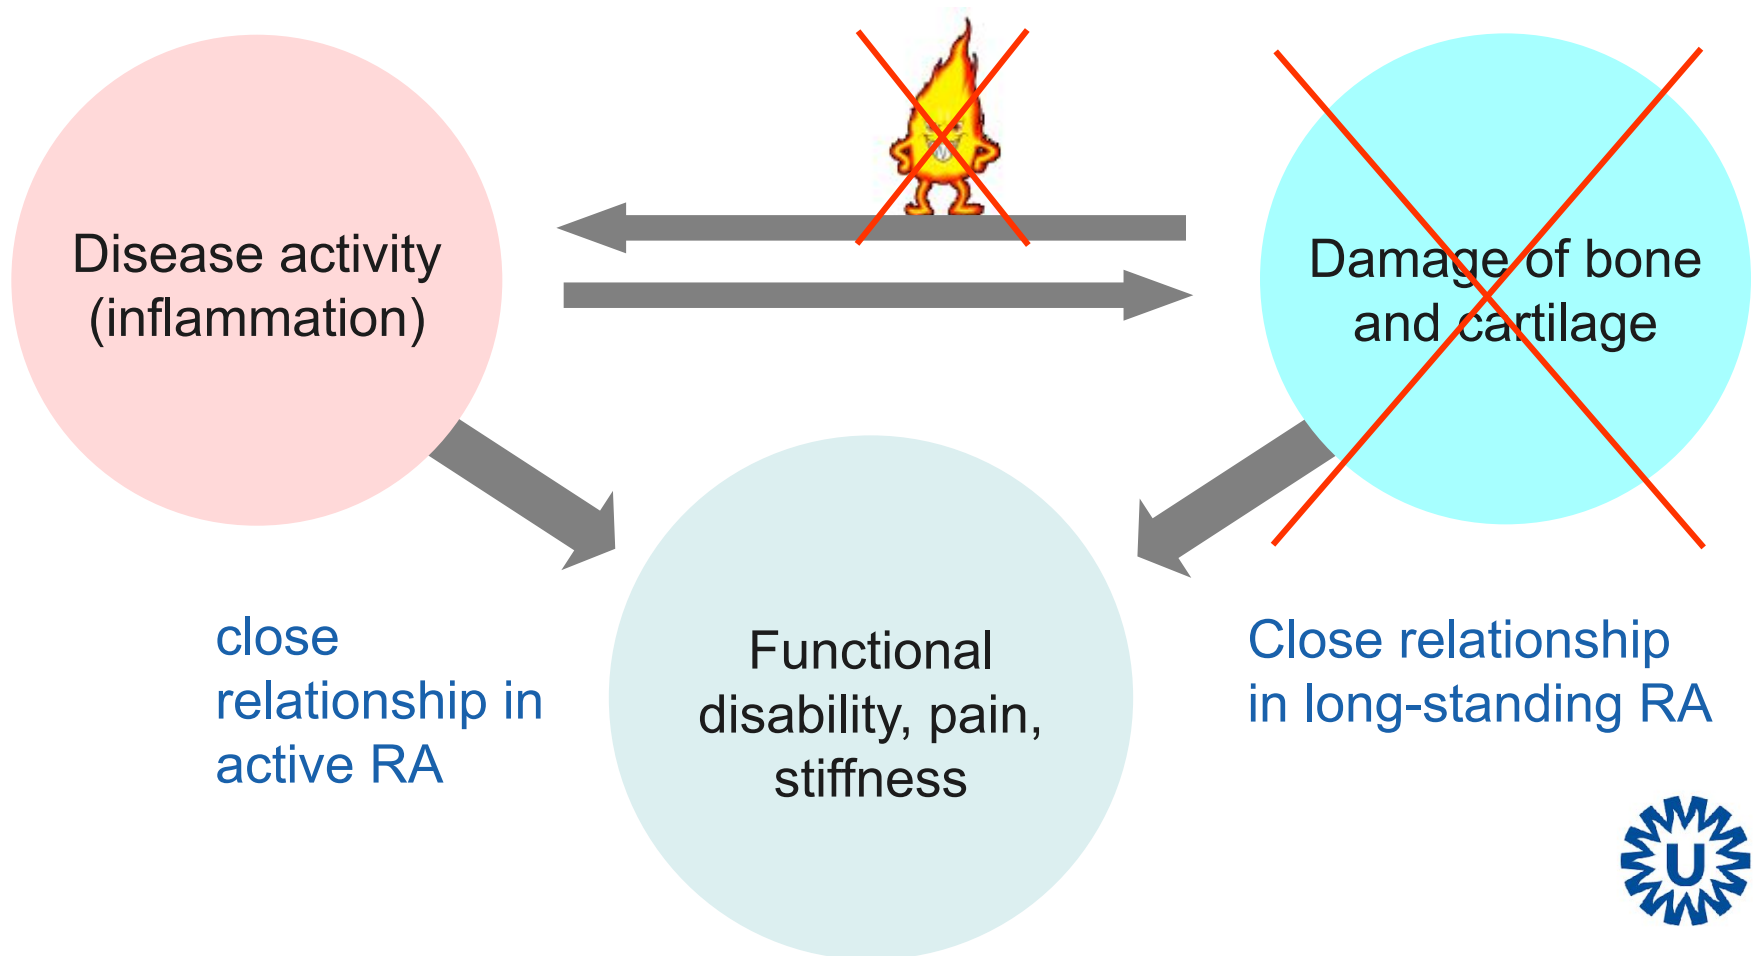 Disease activity
(inflammation)
Damage of bone
and cartilage
close
relationship in
active RA
Functional
disability, pain,
stiffness
Close relationship
in long-standing RA
U